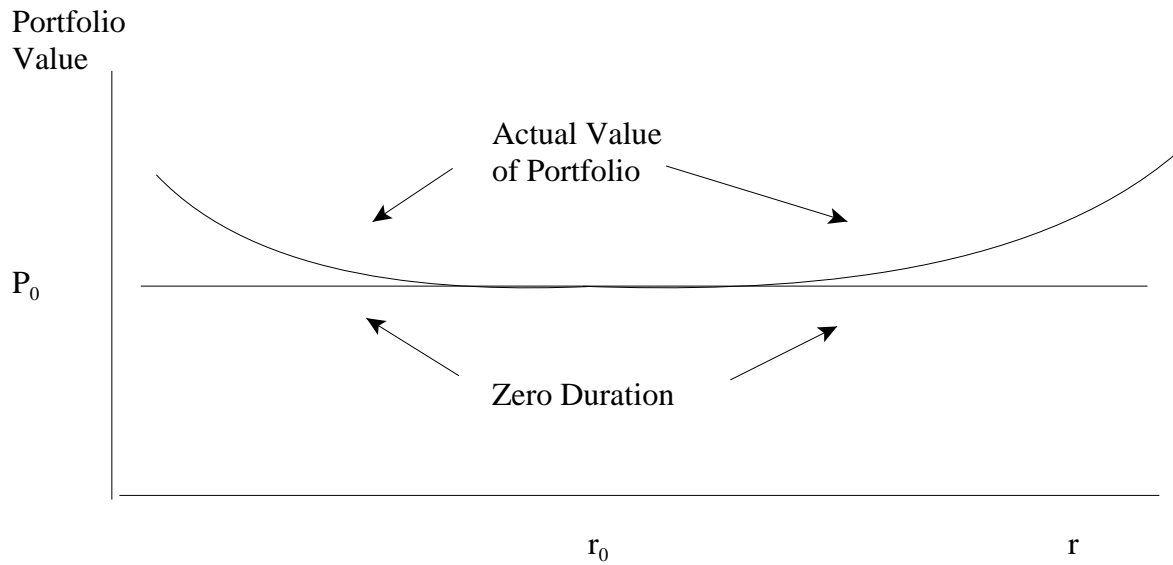 Portfolio
Value
Actual Value
of Portfolio
P₀
Zero Duration
r₀ r